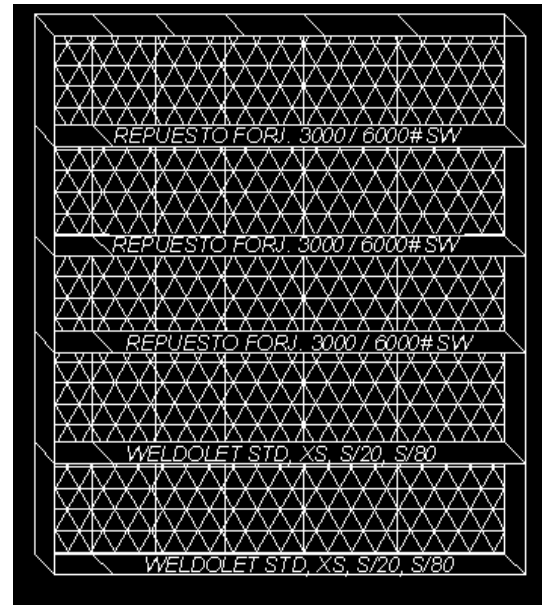 REPUESTO FORJ. 3000 / 6000# SW
REPUESTO FORJ. 3000 / 6000# SW
REPUESTO FORJ. 3000 / 6000# SW
WELDOLET STD, XS, S/20, S/80
WELDOLET STD, XS, S/20, S/80